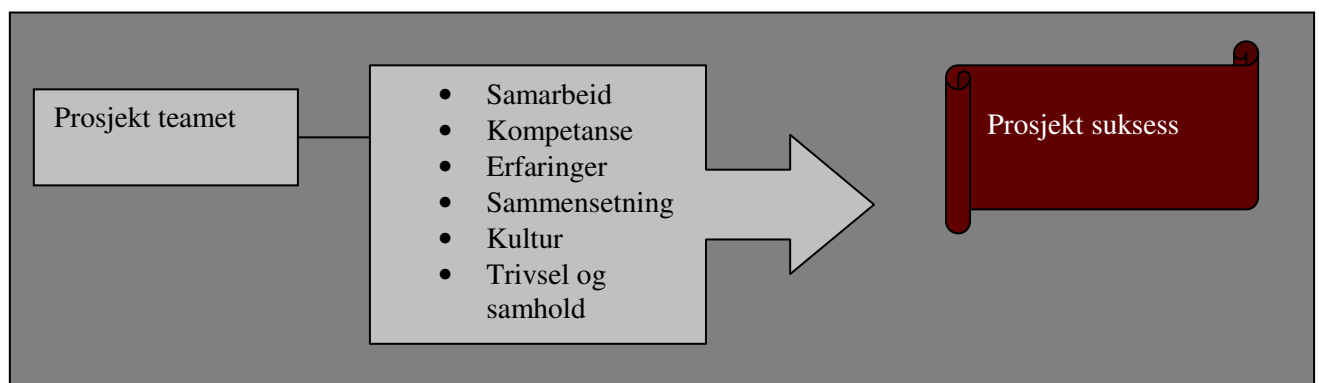 Prosjekt teamet
• Samarbeid
• Kompetanse
• Erfaringer
• Sammensetning
• Kultur
• Trivsel og
samhold
Prosjekt suksess